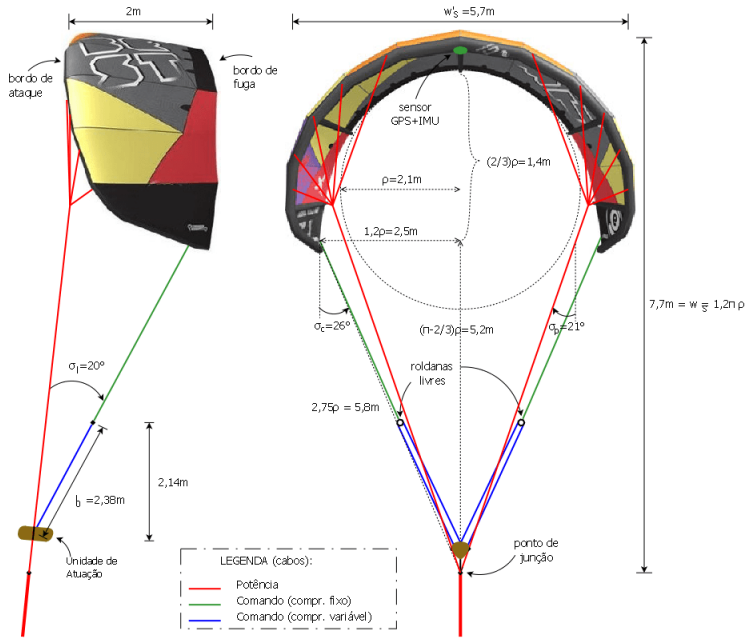 2m
w'ₛ=5,7m
bordo de
ataque
bordo de
fuga
sensor
GPS+IMU
(2/3)ρ=1,4m
ρ=2,1m
1,2ρ=2,5m
7,7m = w ₛ = 1,2π ρ
σc=26º
(π-2/3)ρ=5,2m
σp=21º
σi=20º
roldanas
livres
2,75ρ = 5,8m
2,14m
lb=2,38m
Unidade de
Atuação
ponto de
junção
LEGENDA (cabos):
Potência
Comando (compr. fixo)
Comando (compr. variável)